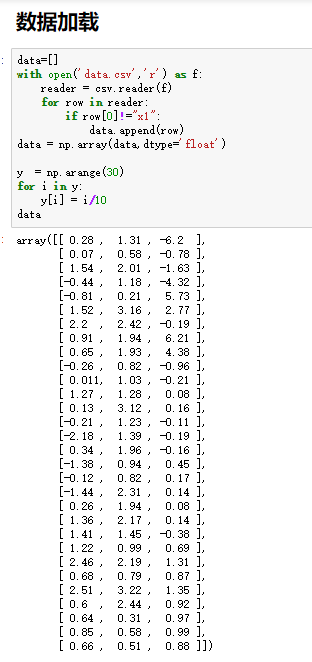 数据加载
data=[]
with open('data.csv','r') as f:
    reader = csv.reader(f)
    for row in reader:
        if row[0]!="x1":
            data.append(row)
data = np.array(data,dtype='float')

y  = np.arange(30)
for i in y:
    y[i] = i/10
data
array([[ 0.28 ,  1.31 , -6.2  ],
       [ 0.07 ,  0.58 , -0.78 ],
       [ 1.54 ,  2.01 , -1.63 ],
       [-0.44 ,  1.18 , -4.32 ],
       [-0.81 ,  0.21 ,  5.73 ],
       [ 1.52 ,  3.16 ,  2.77 ],
       [ 2.2  ,  2.42 , -0.19 ],
       [ 0.91 ,  1.94 ,  6.21 ],
       [ 0.65 ,  1.93 ,  4.38 ],
       [-0.26 ,  0.82 , -0.96 ],
       [ 0.011,  1.03 , -0.21 ],
       [ 1.27 ,  1.28 ,  0.08 ],
       [ 0.13 ,  3.12 ,  0.16 ],
       [-0.21 ,  1.23 , -0.11 ],
       [-2.18 ,  1.39 , -0.19 ],
       [ 0.34 ,  1.96 , -0.16 ],
       [-1.38 ,  0.94 ,  0.45 ],
       [-0.12 ,  0.82 ,  0.17 ],
       [-1.44 ,  2.31 ,  0.14 ],
       [ 0.26 ,  1.94 ,  0.08 ],
       [ 1.36 ,  2.17 ,  0.14 ],
       [ 1.41 ,  1.45 , -0.38 ],
       [ 1.22 ,  0.99 ,  0.69 ],
       [ 2.46 ,  2.19 ,  1.31 ],
       [ 0.68 ,  0.79 ,  0.87 ],
       [ 2.51 ,  3.22 ,  1.35 ],
       [ 0.6  ,  2.44 ,  0.92 ],
       [ 0.64 ,  0.31 ,  0.97 ],
       [ 0.85 ,  0.58 ,  0.99 ],
       [ 0.66 ,  0.51 ,  0.88 ]])